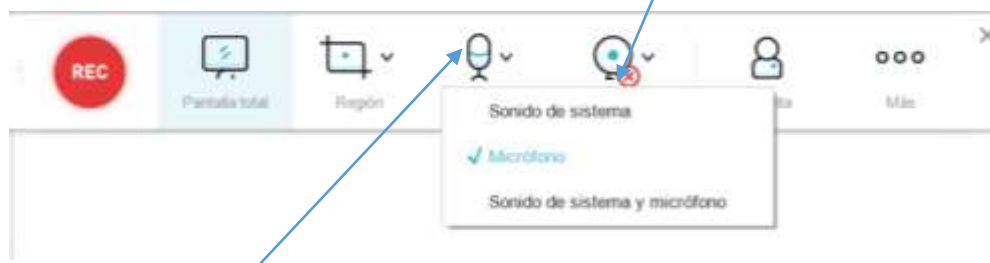 REC
Pantalla total
Región
Más
Sonido de sistema
Micrófono
Sonido de sistema y micrófono